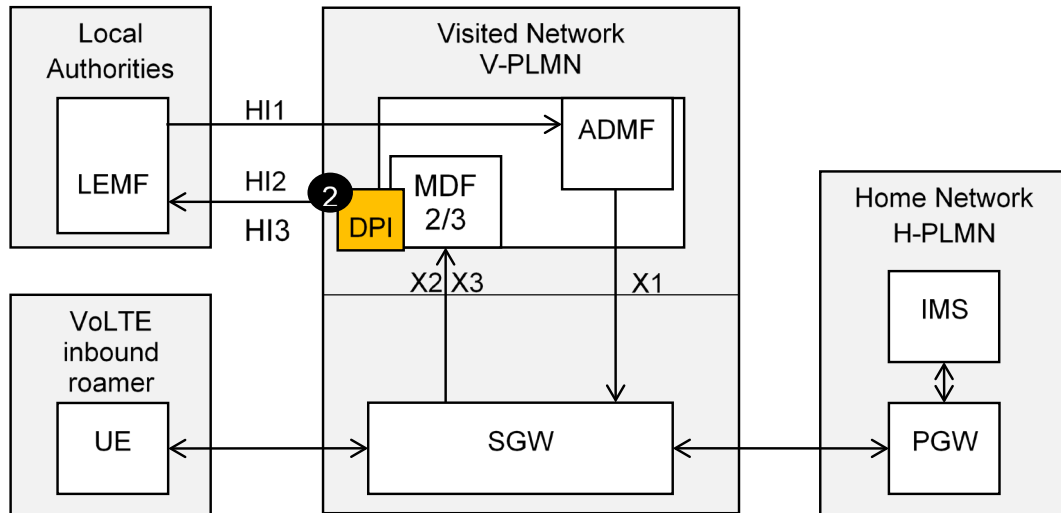 Local
Authorities
LEMF
HI1
HI2
HI3
Visited Network
V-PLMN
ADMF
MDF
2/3
2
DPI
X2
X3
X1
Home Network
H-PLMN
IMS
PGW
VoLTE
inbound
roamer
UE
SGW